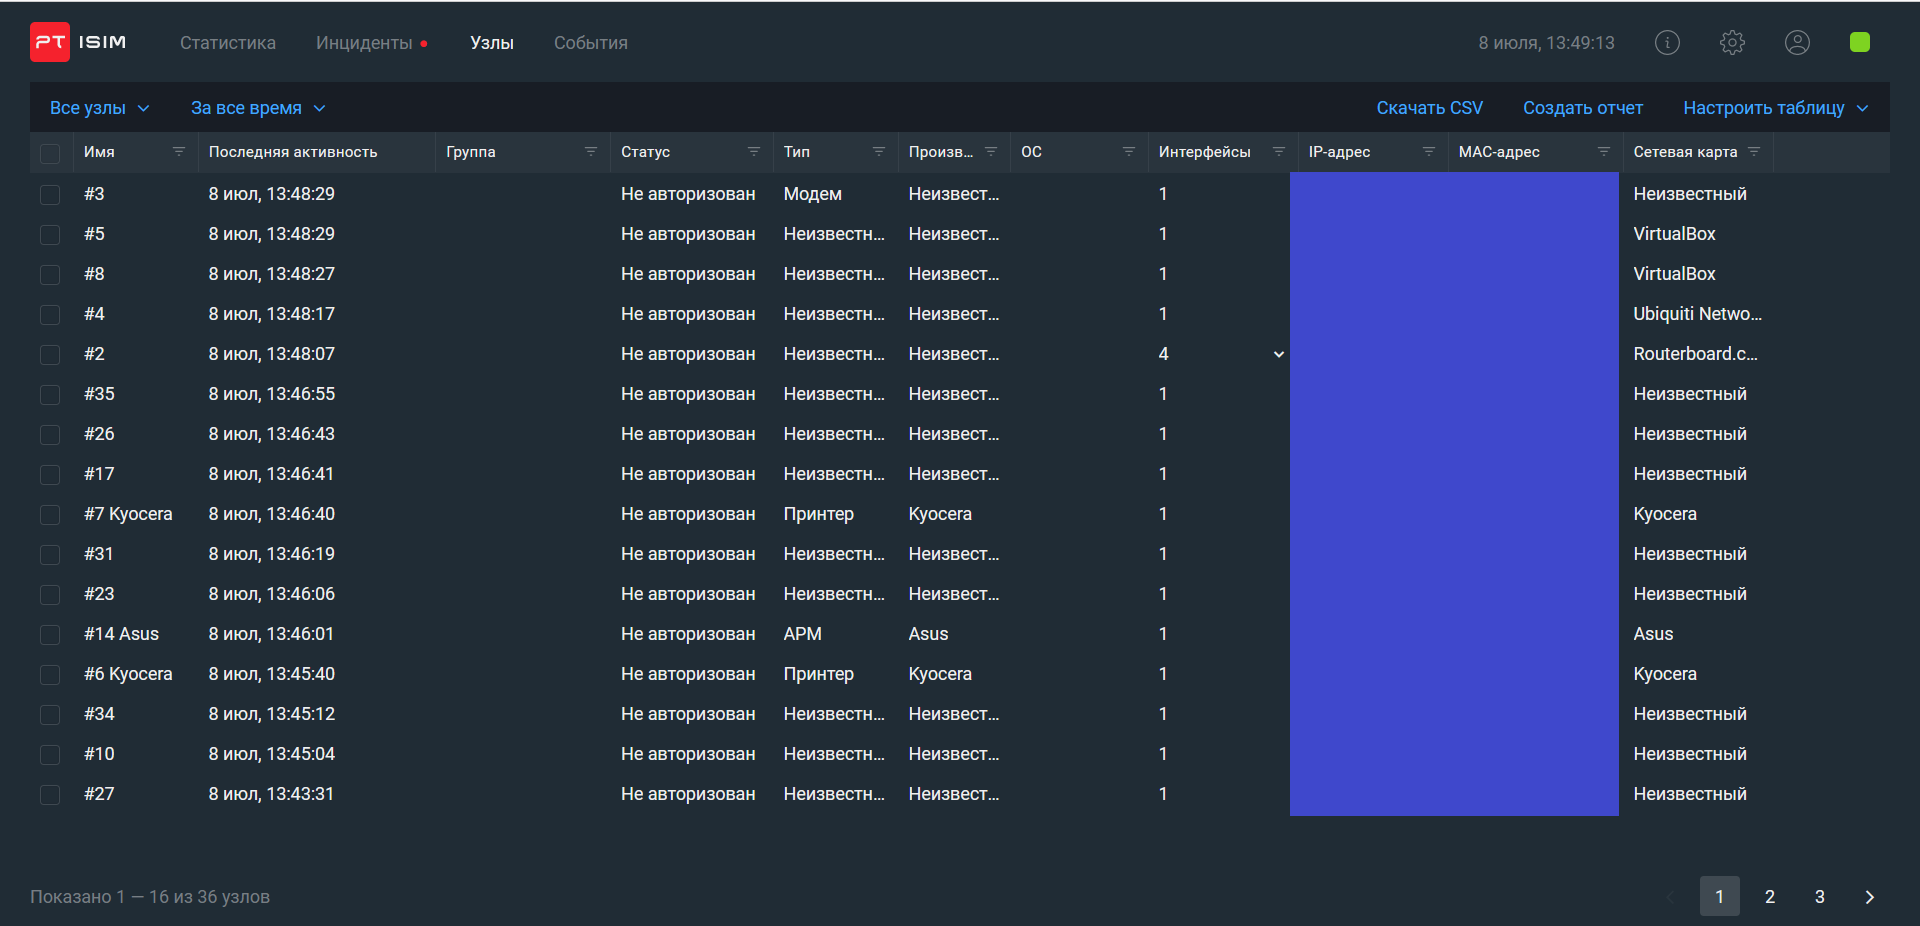 PT ISIM Статистика Инциденты Узлы События 8 июля, 13:49:13
Все узлы За все время Скачать CSV Создать отчет Настроить таблицу
Имя Последняя активность Группа Статус Тип Произв... ОС Интерфейсы IP-адрес MAC-адрес Сетевая карта
#3 8 июл, 13:48:29 Не авторизован Модем Неизвест... 1 Неизвестный
#5 8 июл, 13:48:29 Не авторизован Неизвестн... Неизвест... 1 VirtualBox
#8 8 июл, 13:48:27 Не авторизован Неизвестн... Неизвест... 1 VirtualBox
#4 8 июл, 13:48:17 Не авторизован Неизвестн... Неизвест... 1 Ubiquiti Netwo...
#2 8 июл, 13:48:07 Не авторизован Неизвестн... Неизвест... 4 Routerboard.c...
#35 8 июл, 13:46:55 Не авторизован Неизвестн... Неизвест... 1 Неизвестный
#26 8 июл, 13:46:43 Не авторизован Неизвестн... Неизвест... 1 Неизвестный
#17 8 июл, 13:46:41 Не авторизован Неизвестн... Неизвест... 1 Неизвестный
#7 Kyocera 8 июл, 13:46:40 Не авторизован Принтер Kyocera 1 Kyocera
#31 8 июл, 13:46:19 Не авторизован Неизвестн... Неизвест... 1 Неизвестный
#23 8 июл, 13:46:06 Не авторизован Неизвестн... Неизвест... 1 Неизвестный
#14 Asus 8 июл, 13:46:01 Не авторизован АРМ Asus 1 Asus
#6 Kyocera 8 июл, 13:45:40 Не авторизован Принтер Kyocera 1 Kyocera
#34 8 июл, 13:45:12 Не авторизован Неизвестн... Неизвест... 1 Неизвестный
#10 8 июл, 13:45:04 Не авторизован Неизвестн... Неизвест... 1 Неизвестный
#27 8 июл, 13:43:31 Не авторизован Неизвестн... Неизвест... 1 Неизвестный
Показано 1 — 16 из 36 узлов 1 2 3